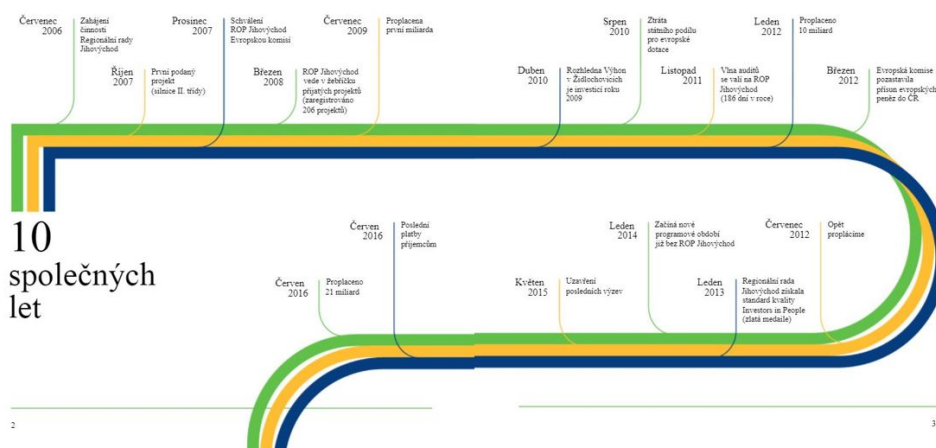 Červenec
2006
Zahájení
činnosti
Regionální rady
Jihovýchod
Říjen
2007
První podaný
projekt
(silnice II. třídy)
Prosinec
2007
Schválení
ROP Jihovýchod
Evropskou komisí
Březen
2008
ROP Jihovýchod
vede v žebříčku
přijatých projektů
(zaregistrováno
206 projektů)
Červenec
2009
Proplacena
první miliarda
Duben
2010
Rozhledna Výhon
v Židlochovicích
je investicí roku
2009
Srpen
2010
Ztráta
státního podílu
pro evropské
dotace
Listopad
2011
Vlna auditů
se valí na ROP
Jihovýchod
(186 dní v roce)
Leden
2012
Proplaceno
10 miliard
Březen
2012
Evropská komise
pozastavila
přísun evropských
peněz do ČR
10
společných
let
Červenec
2012
Opět
proplácíme
Leden
2013
Regionální rada
Jihovýchod získala
standard kvality
Investors in People
(zlatá medaile)
Leden
2014
Začíná nové
programové období
již bez ROP Jihovýchod
Květen
2015
Uzavření
posledních výzev
Červen
2016
Poslední
platby
příjemcům
Červen
2016
Proplaceno
21 miliard
2
3